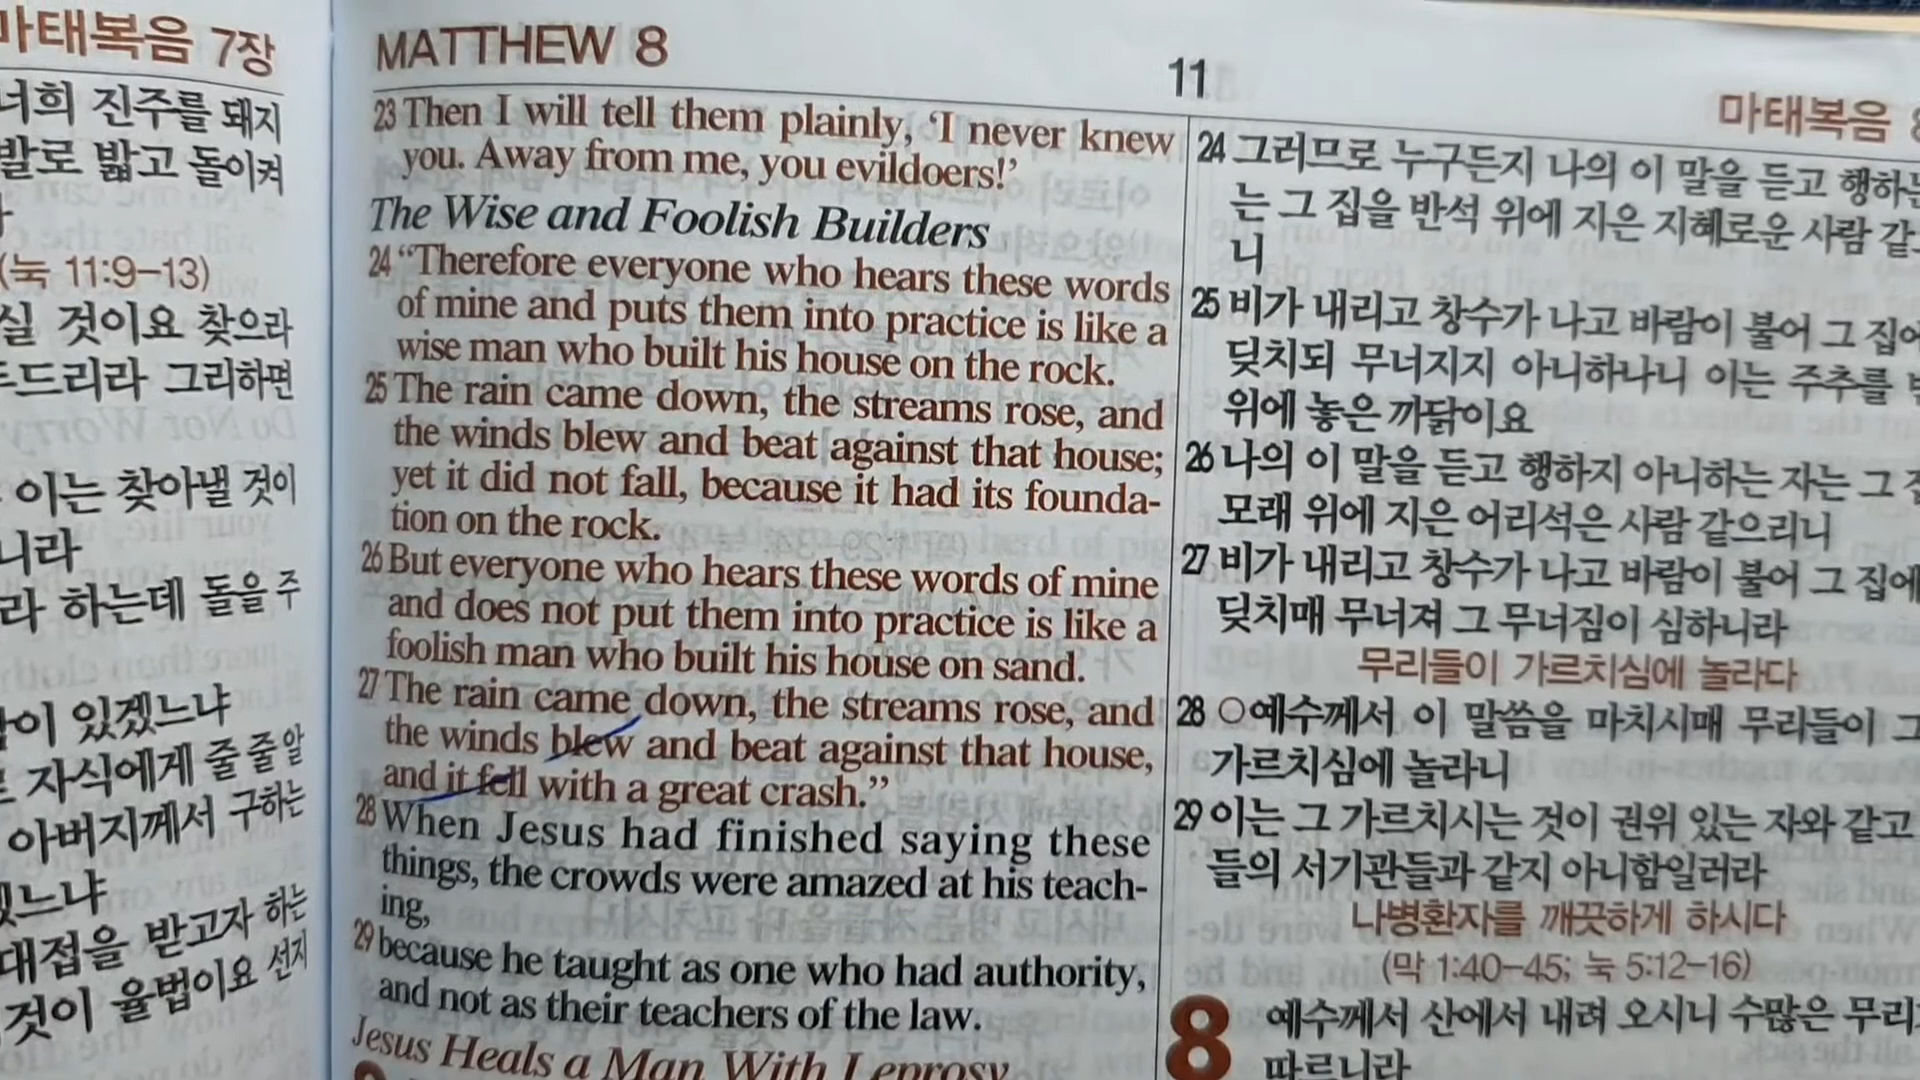 마태복음 7장
너희 진주를 돼지
발로 밟고 돌이켜
(눅 11:9-13)
실 것이요 찾으라
드리라 그리하면
이는 찾아낼 것이
니라
라 하는데 돌을 주
이 있겠느냐
자식에게 줄 줄 알
아버지께서 구하는
겠느냐
대접을 받고자 하는
것이 율법이요 선지
MATTHEW 8
11
마태복음 8
23 Then I will tell them plainly, ‘I never knew
you. Away from me, you evildoers!’
The Wise and Foolish Builders
24 “Therefore everyone who hears these words
of mine and puts them into practice is like a
wise man who built his house on the rock.
25 The rain came down, the streams rose, and
the winds blew and beat against that house;
yet it did not fall, because it had its founda-
tion on the rock.
26 But everyone who hears these words of mine
and does not put them into practice is like a
foolish man who built his house on sand.
27 The rain came down, the streams rose, and
the winds blew and beat against that house,
and it fell with a great crash.”
28 When Jesus had finished saying these
things, the crowds were amazed at his teach-
ing,
29 because he taught as one who had authority,
and not as their teachers of the law.
Jesus Heals a Man With Leprosy
24 그러므로 누구든지 나의 이 말을 듣고 행하는
는 그 집을 반석 위에 지은 지혜로운 사람 같으
니
25 비가 내리고 창수가 나고 바람이 불어 그 집에
딪치되 무너지지 아니하나니 이는 주추를 반
위에 놓은 까닭이요
26 나의 이 말을 듣고 행하지 아니하는 자는 그 집
모래 위에 지은 어리석은 사람 같으리니
27 비가 내리고 창수가 나고 바람이 불어 그 집에
딪치매 무너져 그 무너짐이 심하니라
무리들이 가르치심에 놀라다
28 ○예수께서 이 말씀을 마치시매 무리들이 그
가르치심에 놀라니
29 이는 그 가르치시는 것이 권위 있는 자와 같고
들의 서기관들과 같지 아니함일러라
나병환자를 깨끗하게 하시다
(막 1:40-45; 눅 5:12-16)
8 예수께서 산에서 내려 오시니 수많은 무리가
따르니라